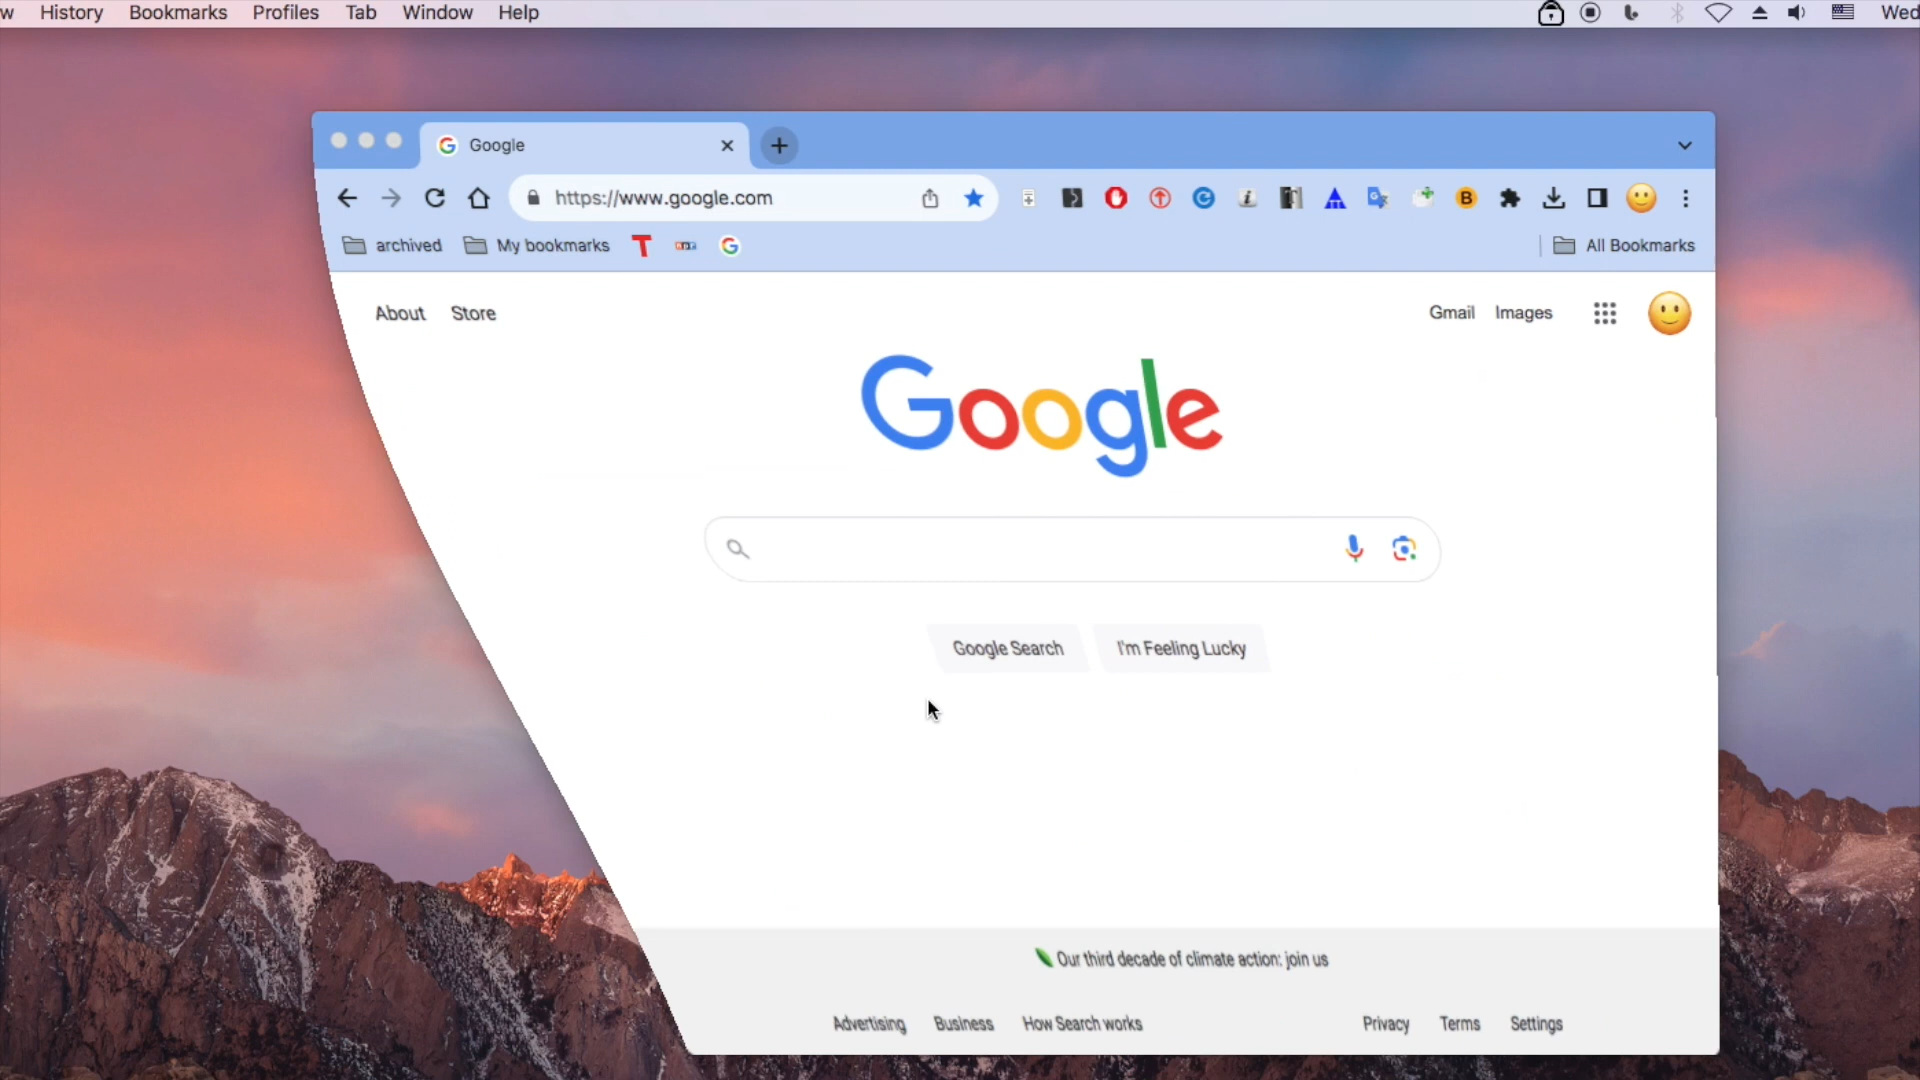 w History Bookmarks Profiles Tab Window Help Wed
Google
https://www.google.com
archived My bookmarks T All Bookmarks
About Store Gmail Images
Google
Google Search I'm Feeling Lucky
Our third decade of climate action: join us
Advertising Business How Search works Privacy Terms Settings